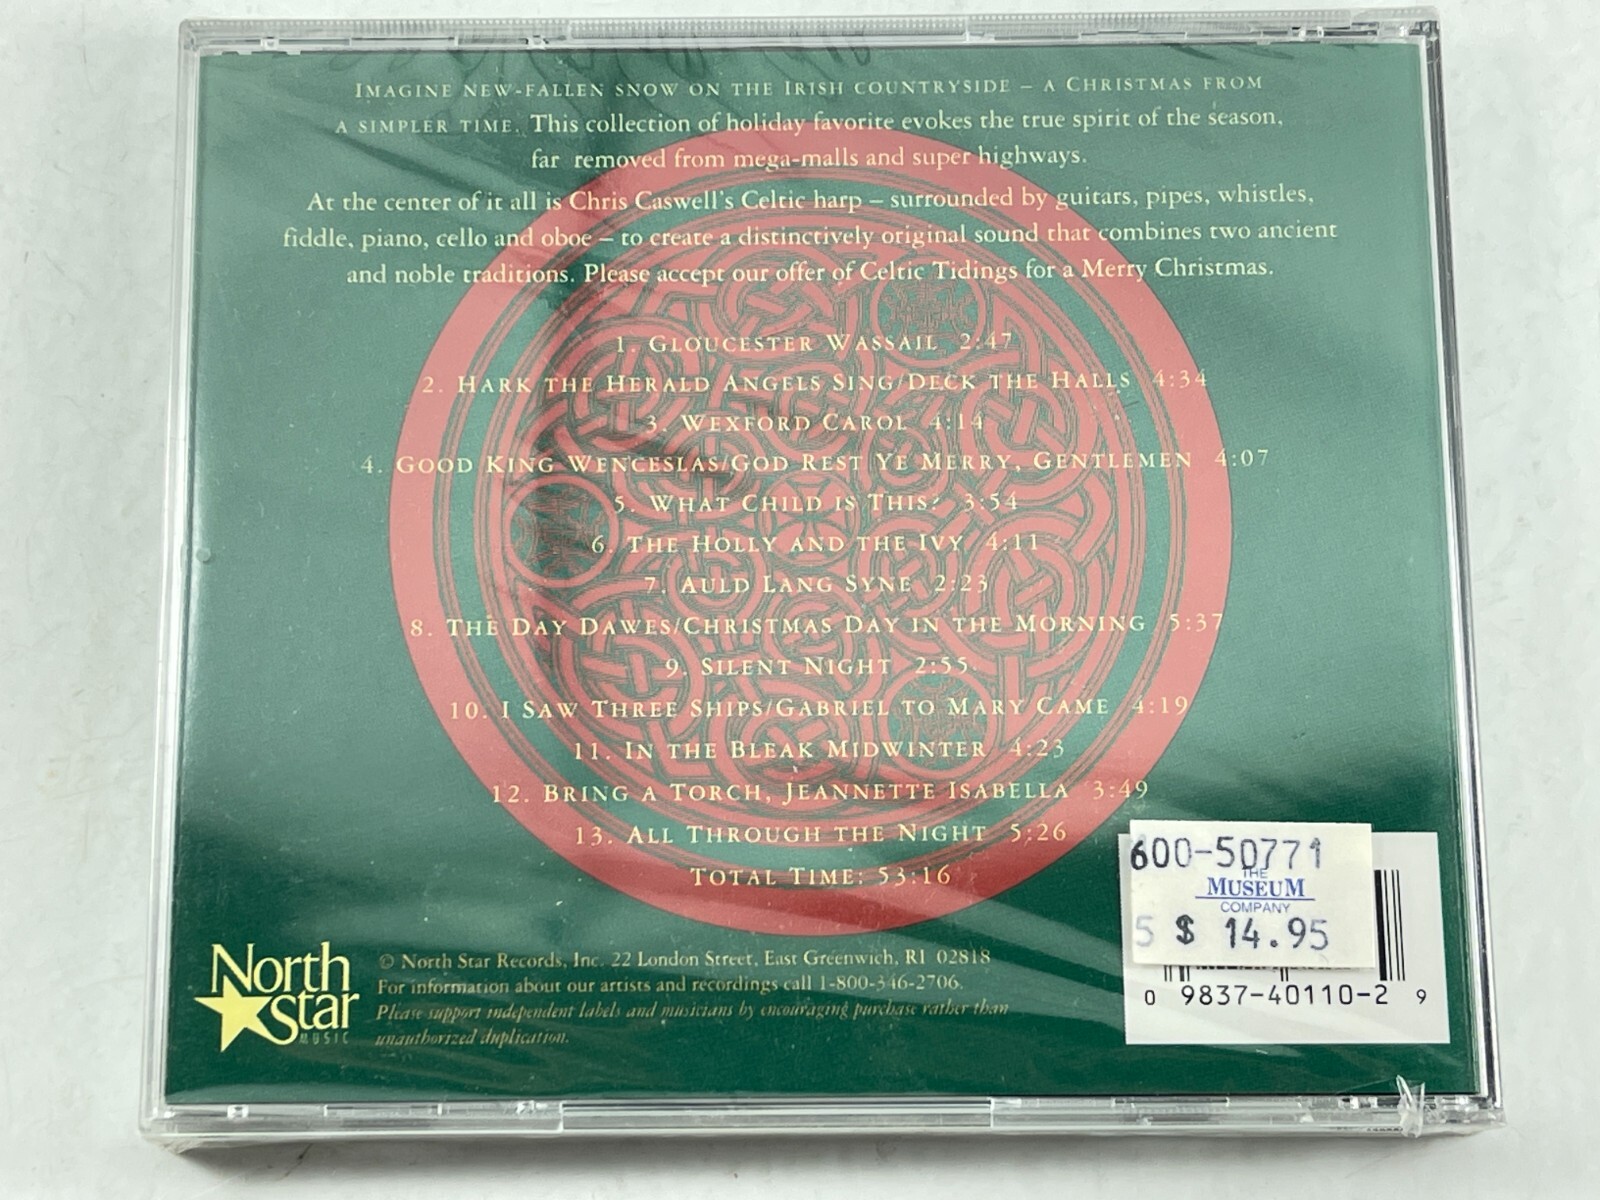 IMAGINE NEW-FALLEN SNOW ON THE IRISH COUNTRYSIDE – A CHRISTMAS FROM
A SIMPLER TIME. This collection of holiday favorite evokes the true spirit of the season,
far removed from mega-malls and super highways.
At the center of it all is Chris Caswell's Celtic harp – surrounded by guitars, pipes, whistles,
fiddle, piano, cello and oboe – to create a distinctively original sound that combines two ancient
and noble traditions. Please accept our offer of Celtic Tidings for a Merry Christmas.
1. GLOUCESTER WASSAIL 2:47
2. HARK THE HERALD ANGELS SING/DECK THE HALLS 4:34
3. WEXFORD CAROL 4:14
4. GOOD KING WENCESLAS/GOD REST YE MERRY, GENTLEMEN 4:07
5. WHAT CHILD IS THIS? 3:54
6. THE HOLLY AND THE IVY 4:11
7. AULD LANG SYNE 2:23
8. THE DAY DAWES/CHRISTMAS DAY IN THE MORNING 5:37
9. SILENT NIGHT 2:55
10. I SAW THREE SHIPS/GABRIEL TO MARY CAME 4:19
11. IN THE BLEAK MIDWINTER 4:23
12. BRING A TORCH, JEANNETTE ISABELLA 3:49
13. ALL THROUGH THE NIGHT 5:26
TOTAL TIME: 53:16
600-50771
THE
MUSEUM
COMPANY
5 $ 14.95
0 9837-40110-2 9
North
Star
MUSIC
© North Star Records, Inc. 22 London Street, East Greenwich, RI 02818
For information about our artists and recordings call 1-800-346-2706.
Please support independent labels and musicians by encouraging purchase rather than
unauthorized duplication.